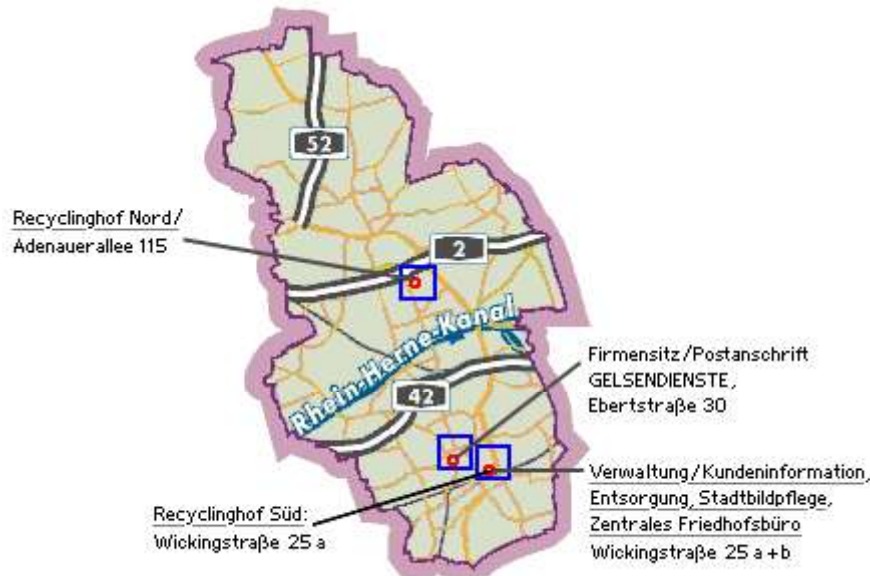 52
Recyclinghof Nord/
Adenauerallee 115
2
Rhein-Herne-Kanal
Firmensitz/Postanschrift
GELSENDIENSTE,
Ebertstraße 30
42
Verwaltung/Kundeninformation,
Entsorgung, Stadtbildpflege,
Zentrales Friedhofsbüro
Wickingstraße 25 a+b
Recyclinghof Süd:
Wickingstraße 25 a